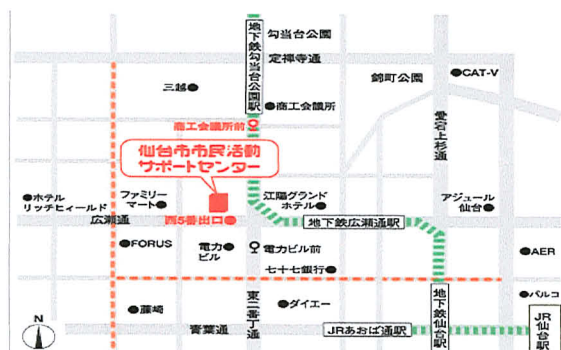 勾当台公園
定禅寺通
地下鉄勾当台公園駅
錦町公園
CAT-V
三越
商工会議所
愛宕上杉通
商工会議所前
仙台市市民活動
サポートセンター
ホテル
リッチフィールド
ファミリー
マート
江陽グランド
ホテル
アジュール
仙台
広瀬通
西5番出口
地下鉄広瀬通駅
FORUS
電力
ビル
電力ビル前
AER
七十七銀行
パルコ
藤崎
東二番丁通
ダイエー
地下鉄仙台駅
N
青葉通
JRあおば通駅
JR
仙台駅